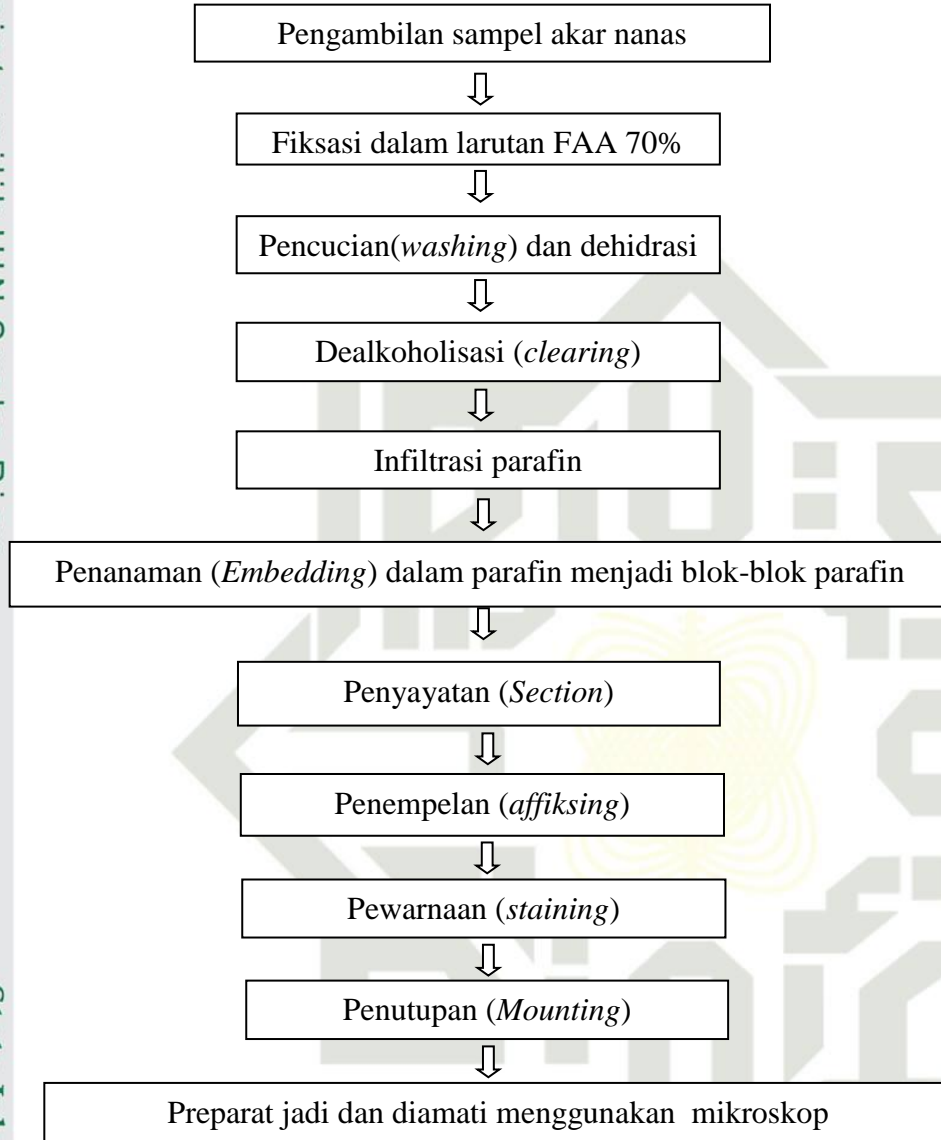 Pengambilan sampel akar nanas
Fiksasi dalam larutan FAA 70%
Pencucian(washing) dan dehidrasi
Dealkoholisasi (clearing)
Infiltrasi parafin
Penanaman (Embedding) dalam parafin menjadi blok-blok parafin
Penyayatan (Section)
Penempelan (affiksing)
Pewarnaan (staining)
Penutupan (Mounting)
Preparat jadi dan diamati menggunakan mikroskop